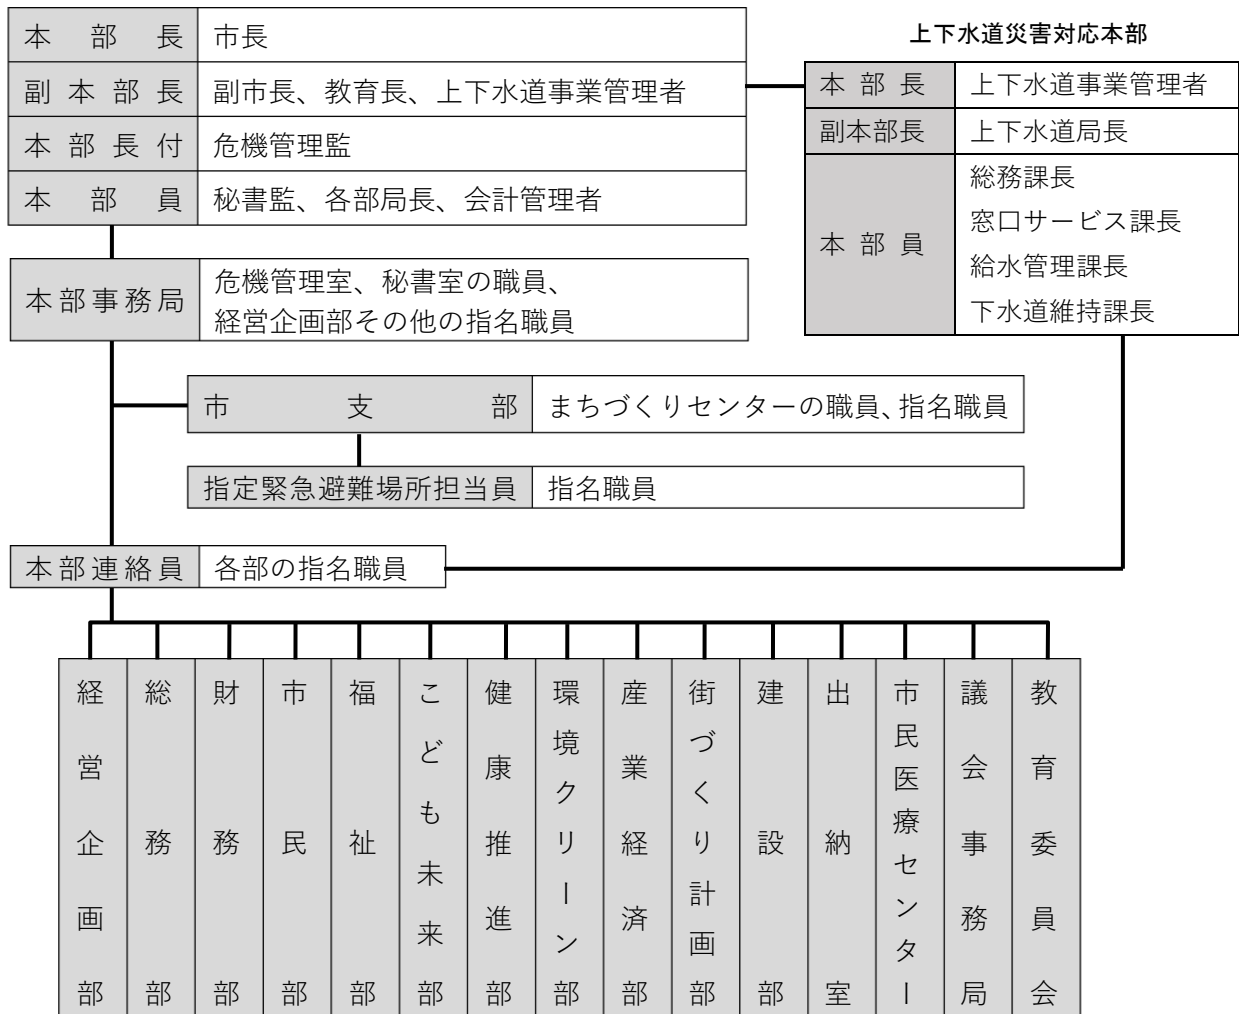 本部長 市長
副本部長 副市長、教育長、上下水道事業管理者
本部長付 危機管理監
本部員 秘書監、各部局長、会計管理者
上下水道災害対応本部
本部長 上下水道事業管理者
副本部長 上下水道局長
本部員
総務課長
窓口サービス課長
給水管理課長
下水道維持課長
本部事務局
危機管理室、秘書室の職員、
経営企画部その他の指名職員
市支部 まちづくりセンターの職員、指名職員
指定緊急避難場所担当員 指名職員
本部連絡員 各部の指名職員
経営企画部
総務部
財務部
市民部
福祉部
こども未来部
健康推進部
環境クリーン部
産業経済部
街づくり計画部
建設部
出納室
市民医療センター
議会事務局
教育委員会